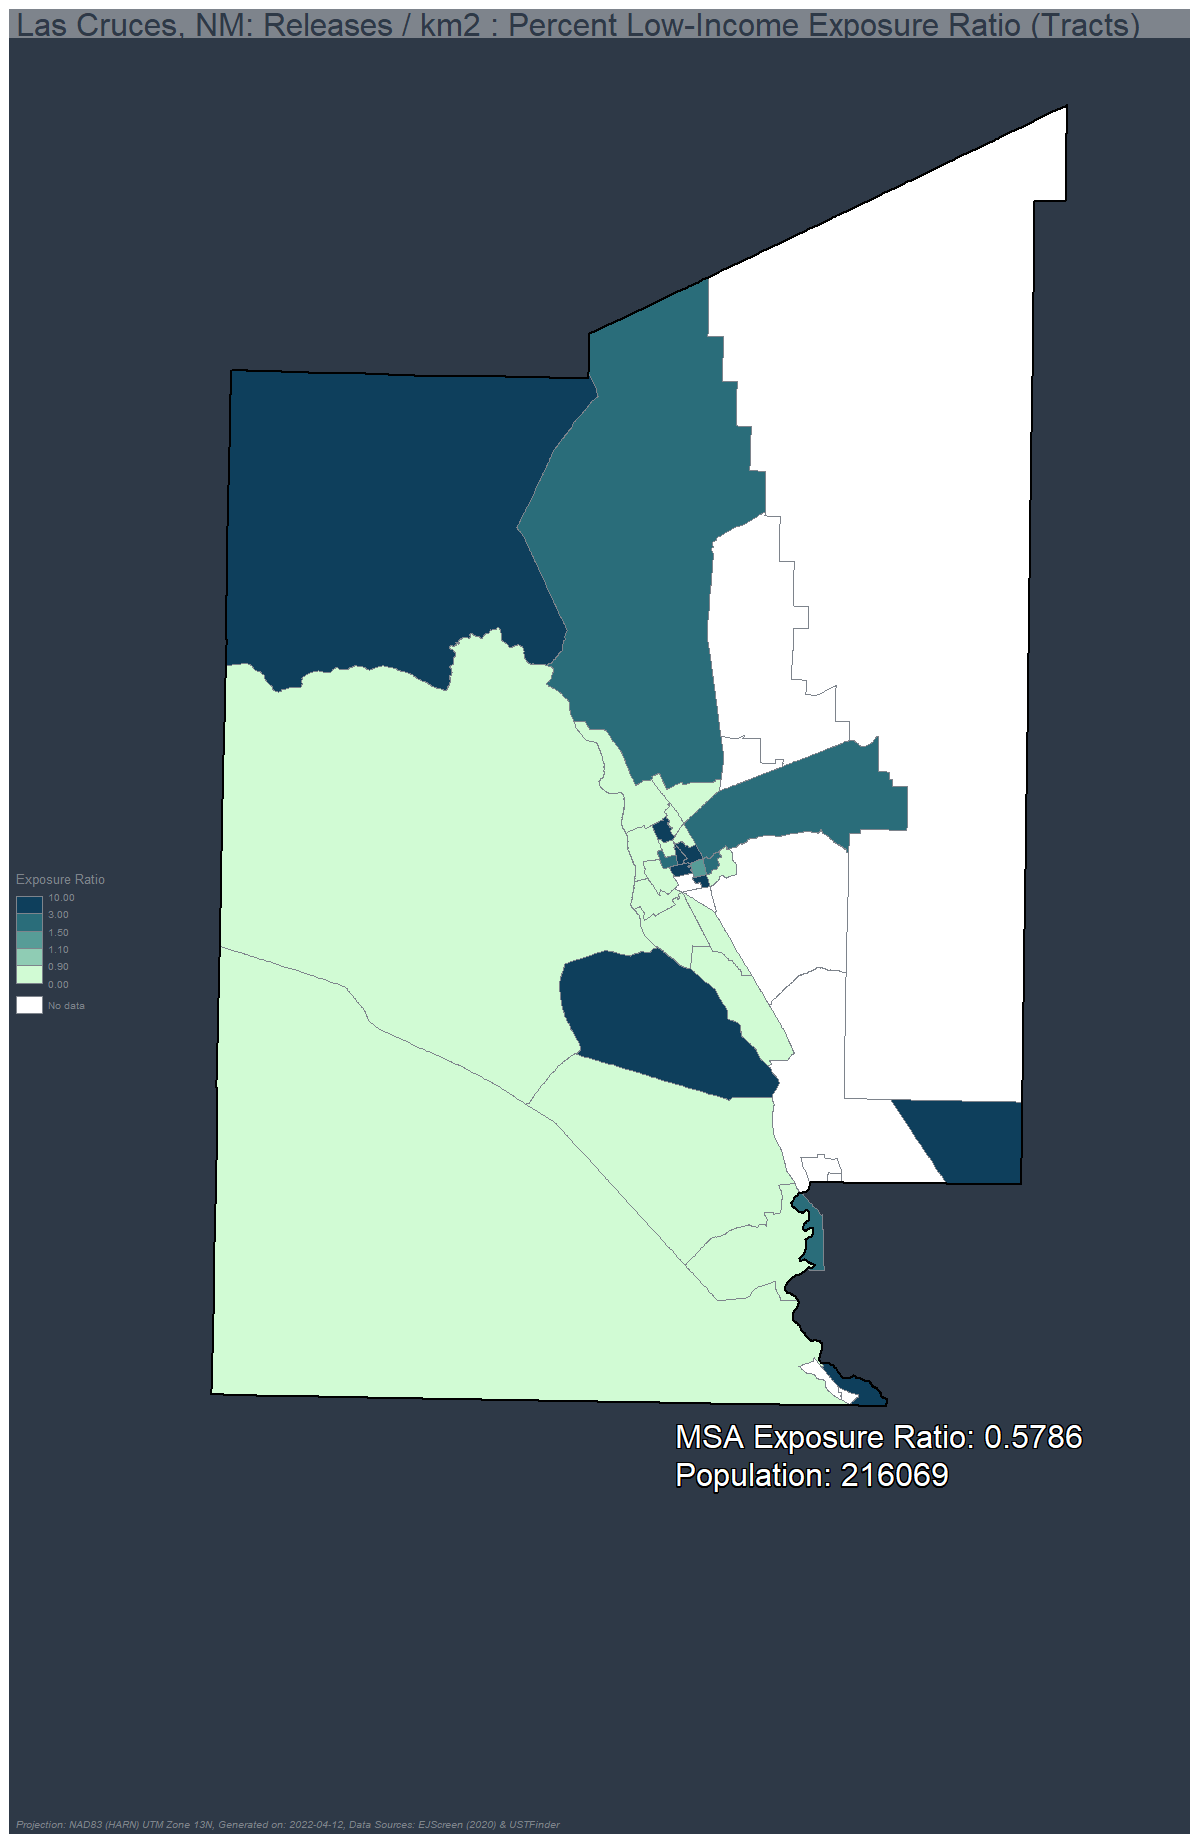 Las Cruces, NM: Releases / km2 : Percent Low-Income Exposure Ratio (Tracts)
Exposure Ratio
10.00
3.00
1.50
1.10
0.90
0.00
No data
MSA Exposure Ratio: 0.5786
Population: 216069
Projection: NAD83 (HARN) UTM Zone 13N, Generated on: 2022-04-12, Data Sources: EJScreen (2020) & USTFinder